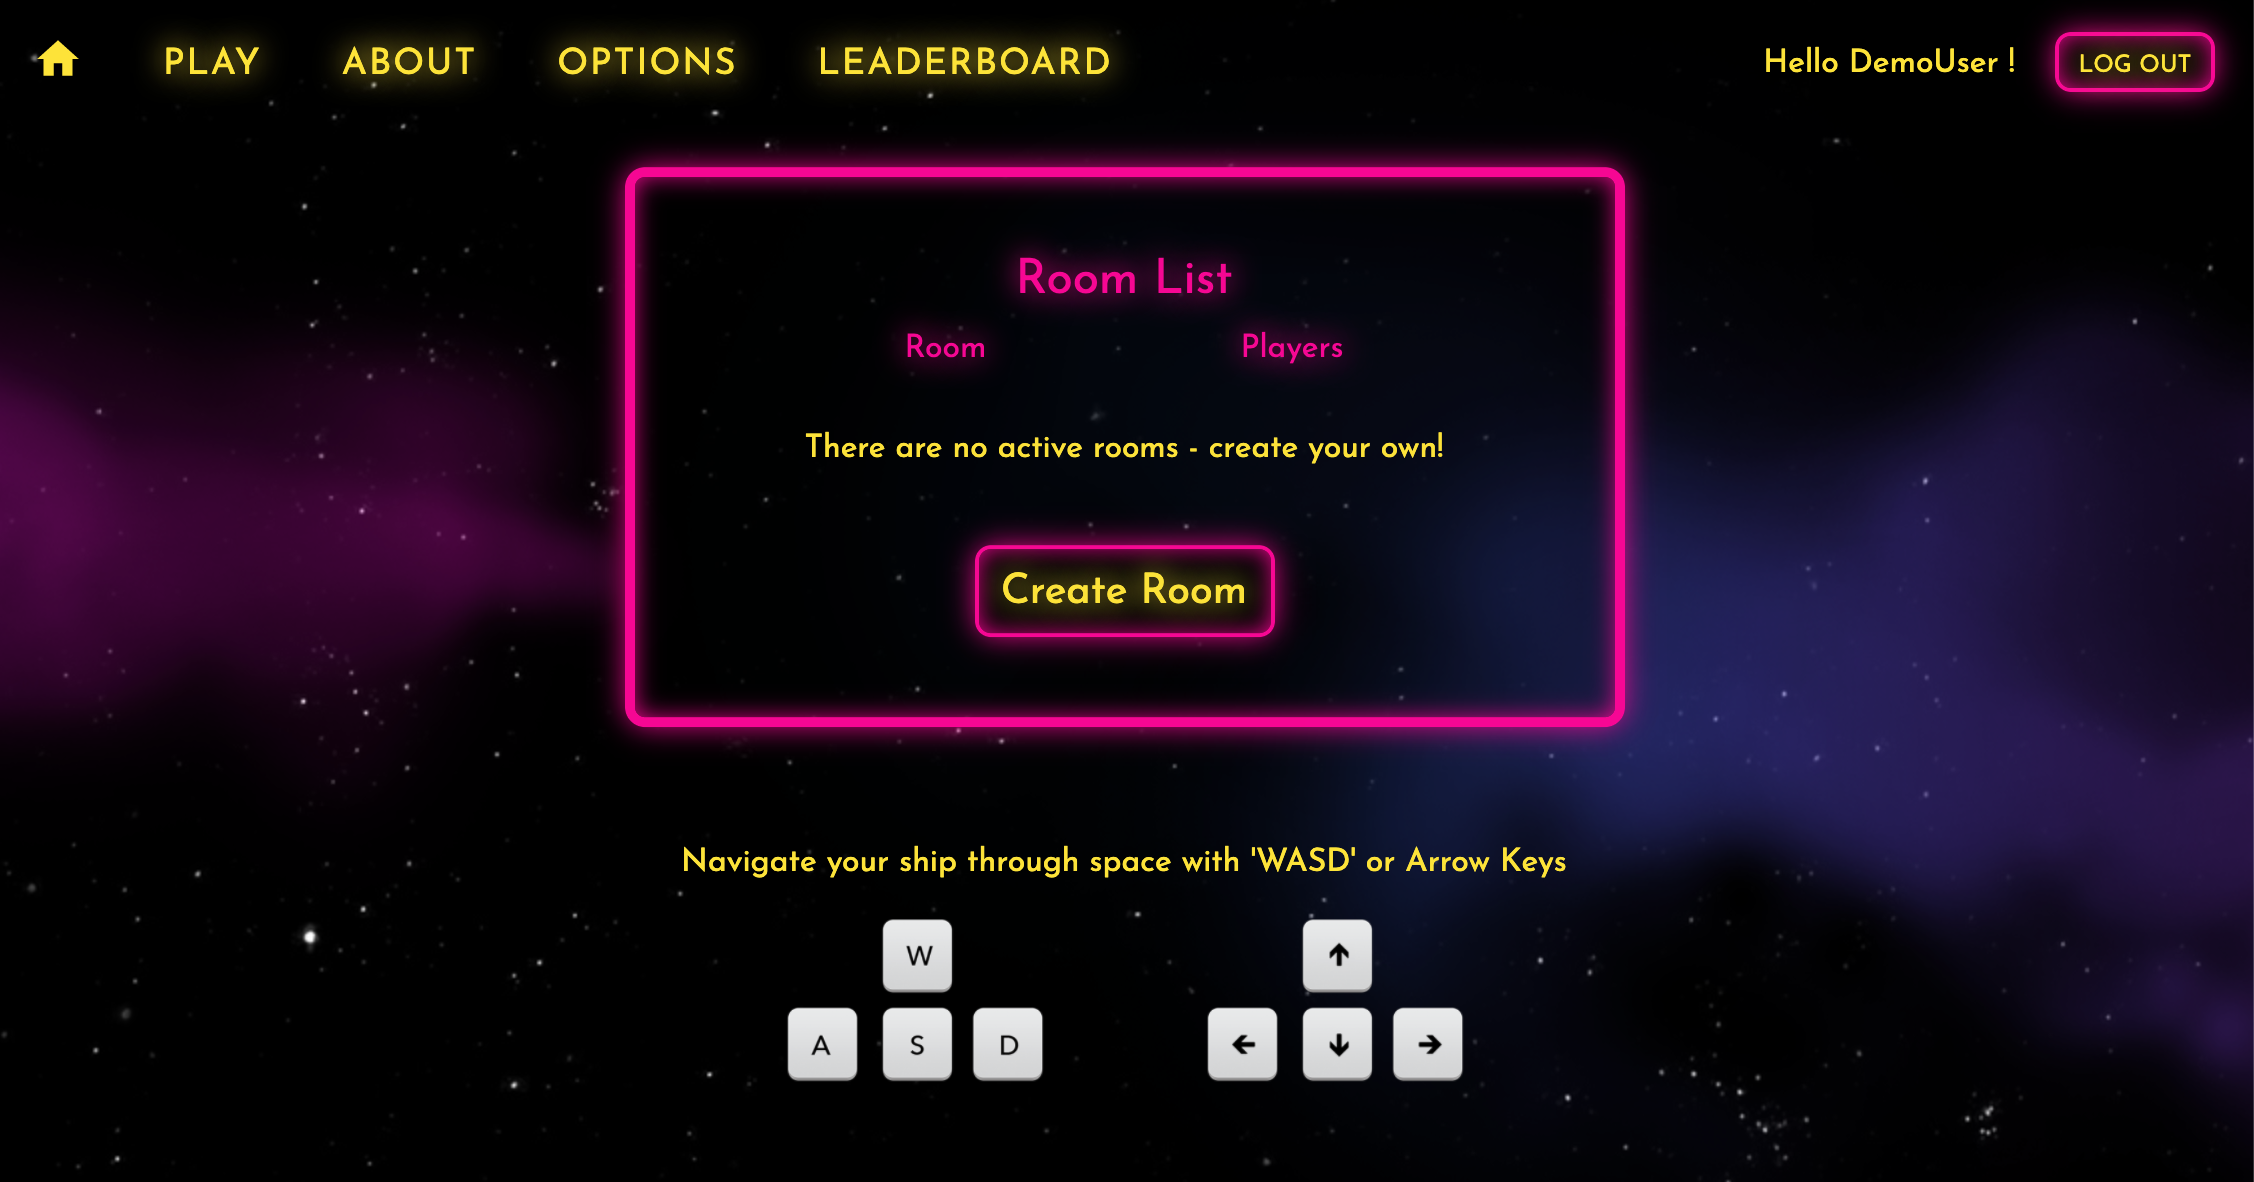 PLAY ABOUT OPTIONS LEADERBOARD Hello DemoUser ! LOG OUT
Room List
Room Players
There are no active rooms - create your own!
Create Room
Navigate your ship through space with 'WASD' or Arrow Keys
W ↑
A S D ← ↓ →